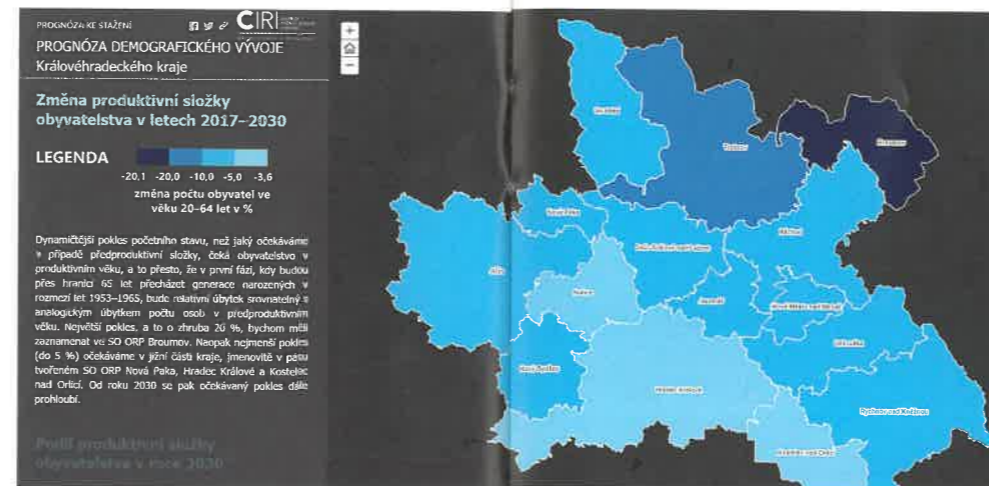 PROGNÓZA KE STAŽENÍ
CIRI
PROGNÓZA DEMOGRAFICKÉHO VÝVOJE
Královéhradeckého kraje
Změna produktivní složky
obyvatelstva v letech 2017–2030
LEGENDA
-20,1 -20,0 -10,0 -5,0 -3,6
změna počtu obyvatel ve
věku 20–64 let v %
Dynamičtější pokles početního stavu, než jaký očekáváme
v případě předproduktivní složky, čeká obyvatelstvo v
produktivním věku, a to přesto, že v první fázi, kdy budou
přes hranici 65 let přecházet generace narozených v
rozmezí let 1953–1965, bude relativní úbytek srovnatelný s
analogickým úbytkem počtu osob v předproduktivním
věku. Největší pokles, a to o zhruba 20 %, bychom měli
zaznamenat ve SO ORP Broumov. Naopak nejmenší pokles
(do 5 %) očekáváme v jižní části kraje, jmenovitě v pásu
tvořeném SO ORP Nová Paka, Hradec Králové a Kostelec
nad Orlicí. Od roku 2030 se pak očekávaný pokles dále
prohloubí.
Podíl produktivní složky
obyvatelstva v roce 2030
Trutnov
Broumov
Nová Paka
Dvůr Králové nad Labem
Náchod
Jičín
Jaroměř
Nové Město nad Metují
Dobruška
Nový Bydžov
Hradec Králové
Rychnov nad Kněžnou
Kostelec nad Orlicí